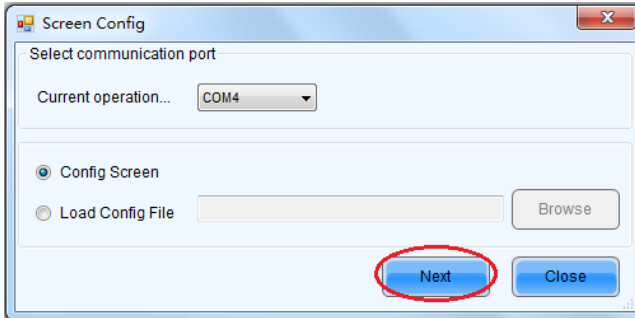 Screen Config
Select communication port
Current operation...
COM4
Config Screen
Load Config File
Browse
Next
Close